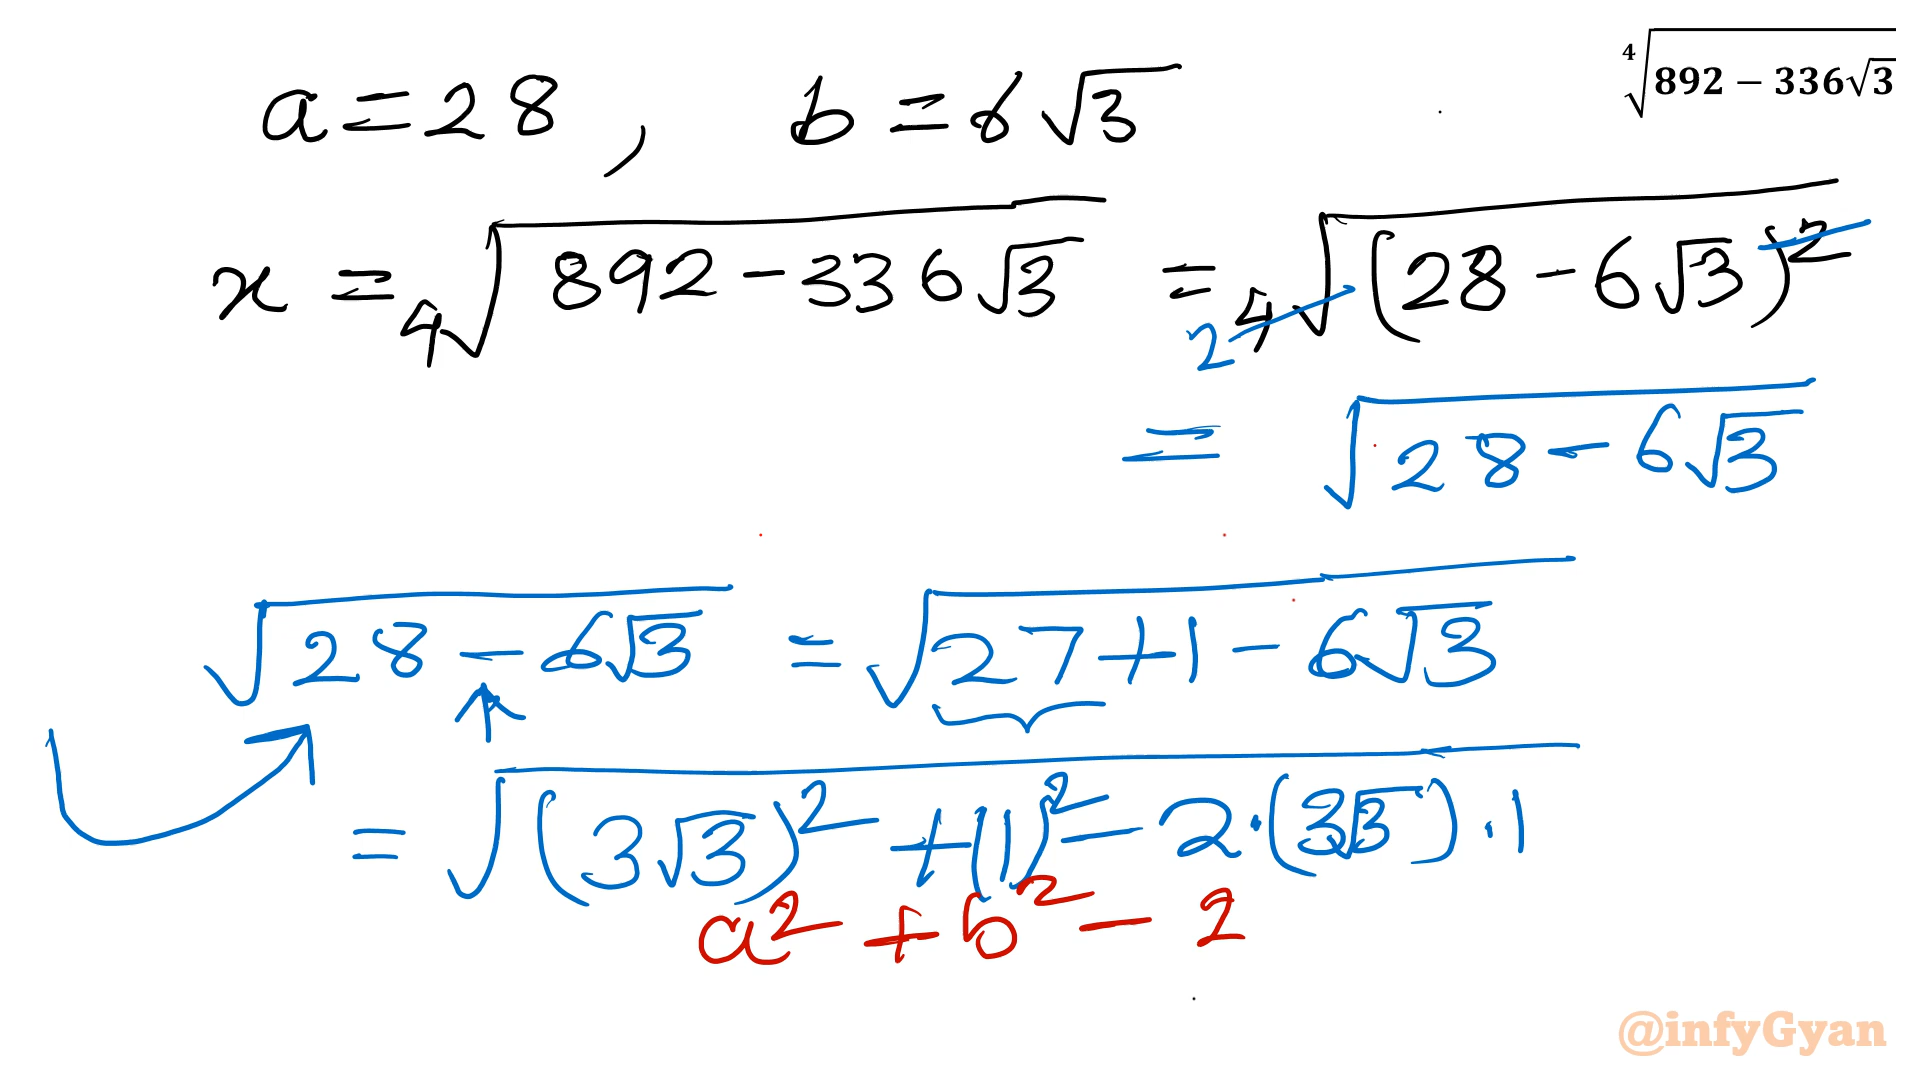 ⁴√(892 − 336√3)
a = 28 , b = 6√3
x = ⁴√(892 − 336√3) = ⁴√((28 − 6√3)²)
2
= √(28 − 6√3)
√(28 − 6√3) = √(27 + 1 − 6√3)
= √((3√3)² + (1)² − 2·(3√3)·1)
a² + b² − 2
@infyGyan